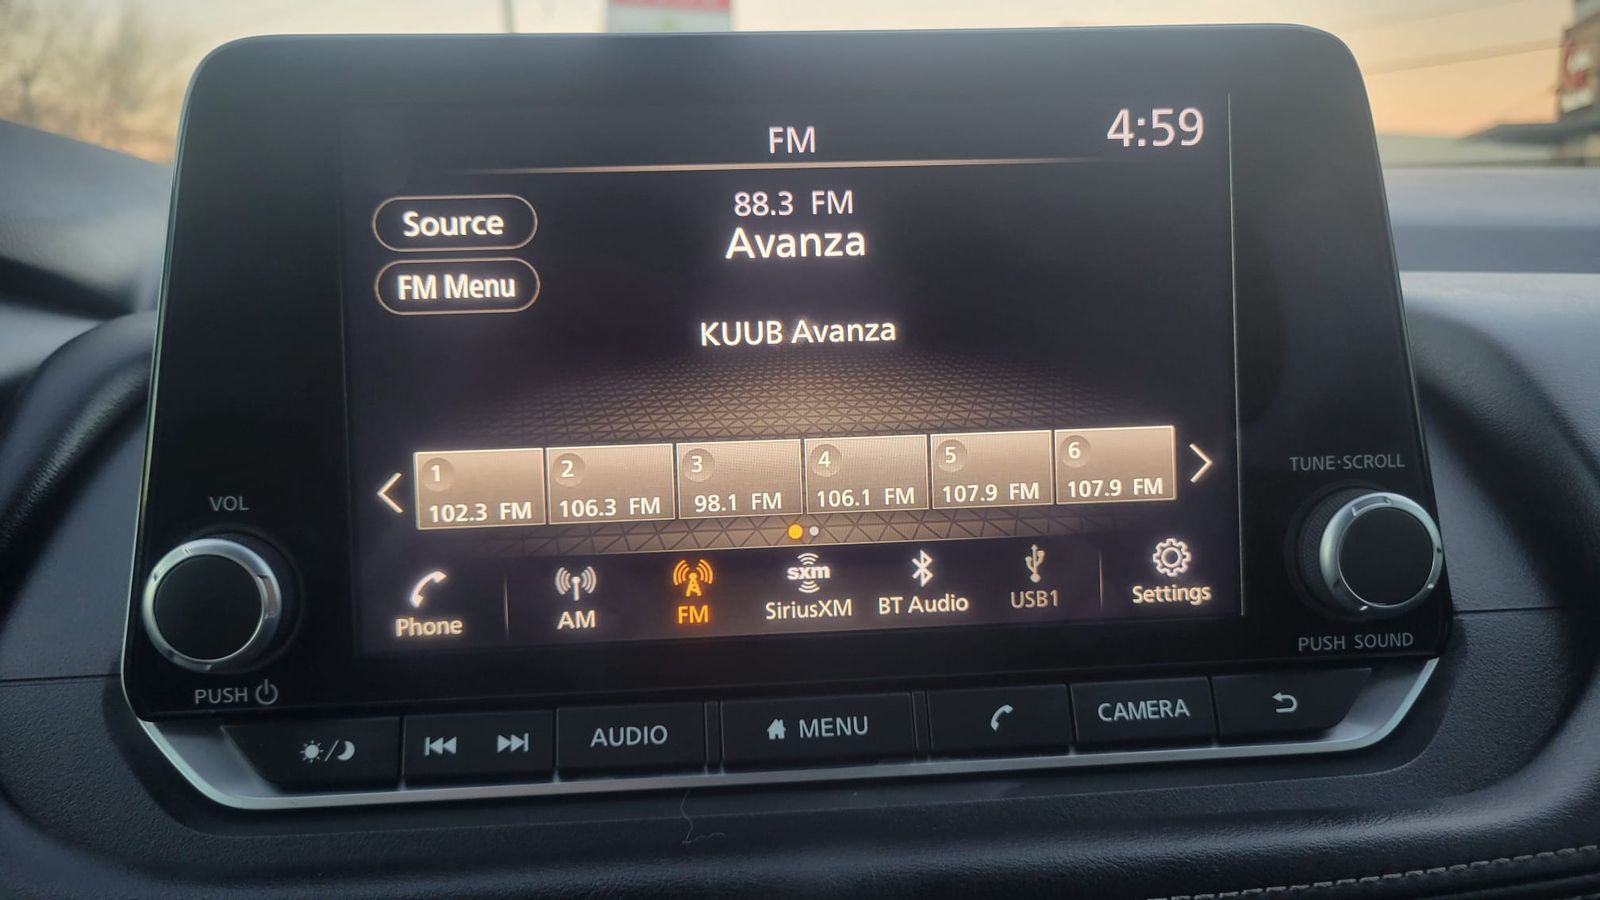 FM
4:59
Source
88.3 FM
Avanza
FM Menu
KUUB Avanza
1
102.3 FM
2
106.3 FM
3
98.1 FM
4
106.1 FM
5
107.9 FM
6
107.9 FM
Phone
AM
FM
sxm
SiriusXM
BT Audio
USB1
Settings
VOL
PUSH
TUNE·SCROLL
PUSH SOUND
AUDIO
MENU
CAMERA